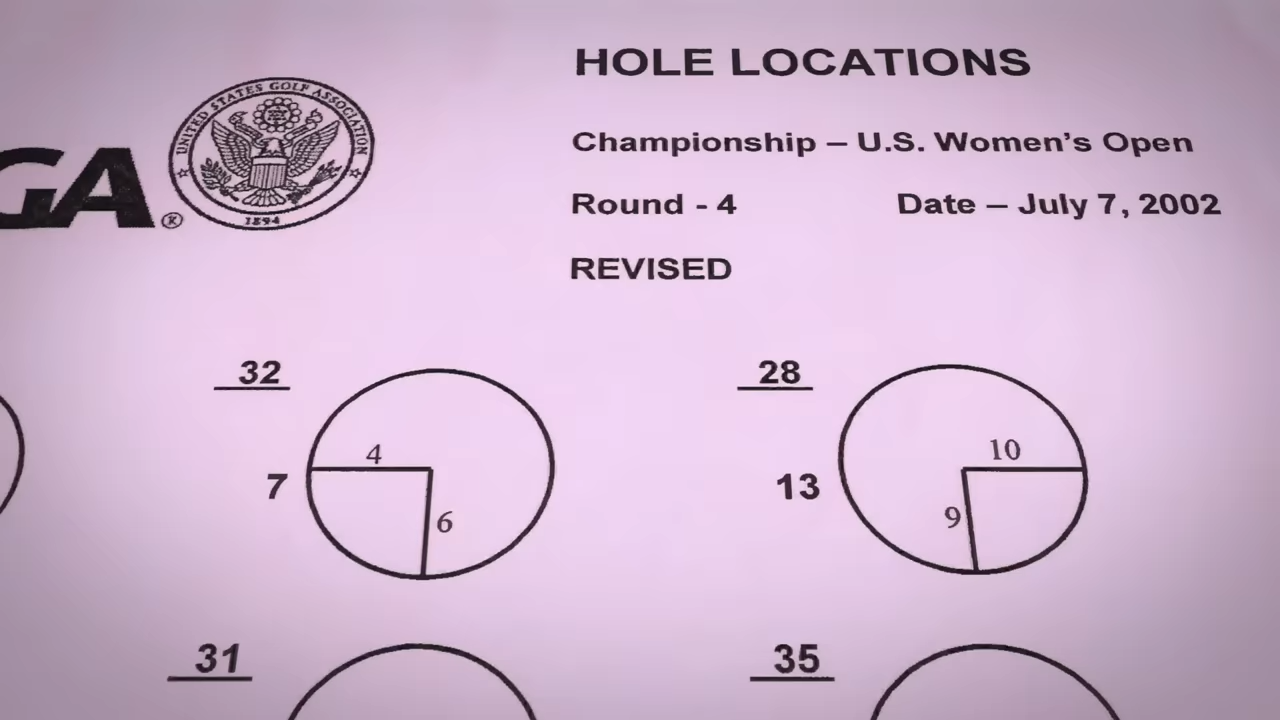 HOLE LOCATIONS
UNITED STATES GOLF ASSOCIATION
1894
GA®
Championship – U.S. Women's Open
Round - 4 Date – July 7, 2002
REVISED
32
28
4
10
7
13
6
9
31
35